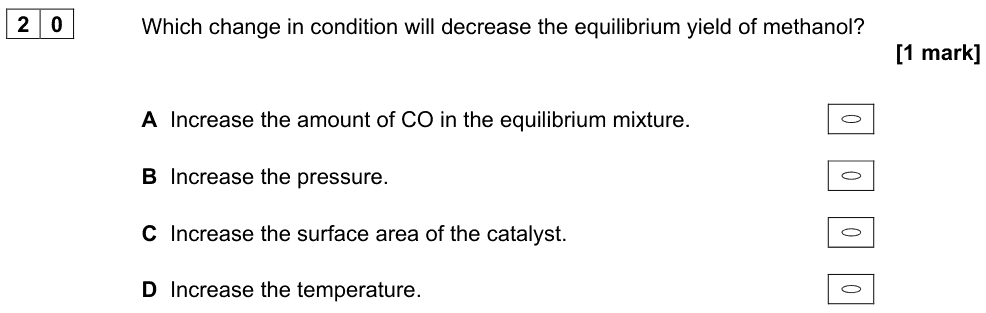 2 0 Which change in condition will decrease the equilibrium yield of methanol?
[1 mark]
A Increase the amount of CO in the equilibrium mixture.
B Increase the pressure.
C Increase the surface area of the catalyst.
D Increase the temperature.